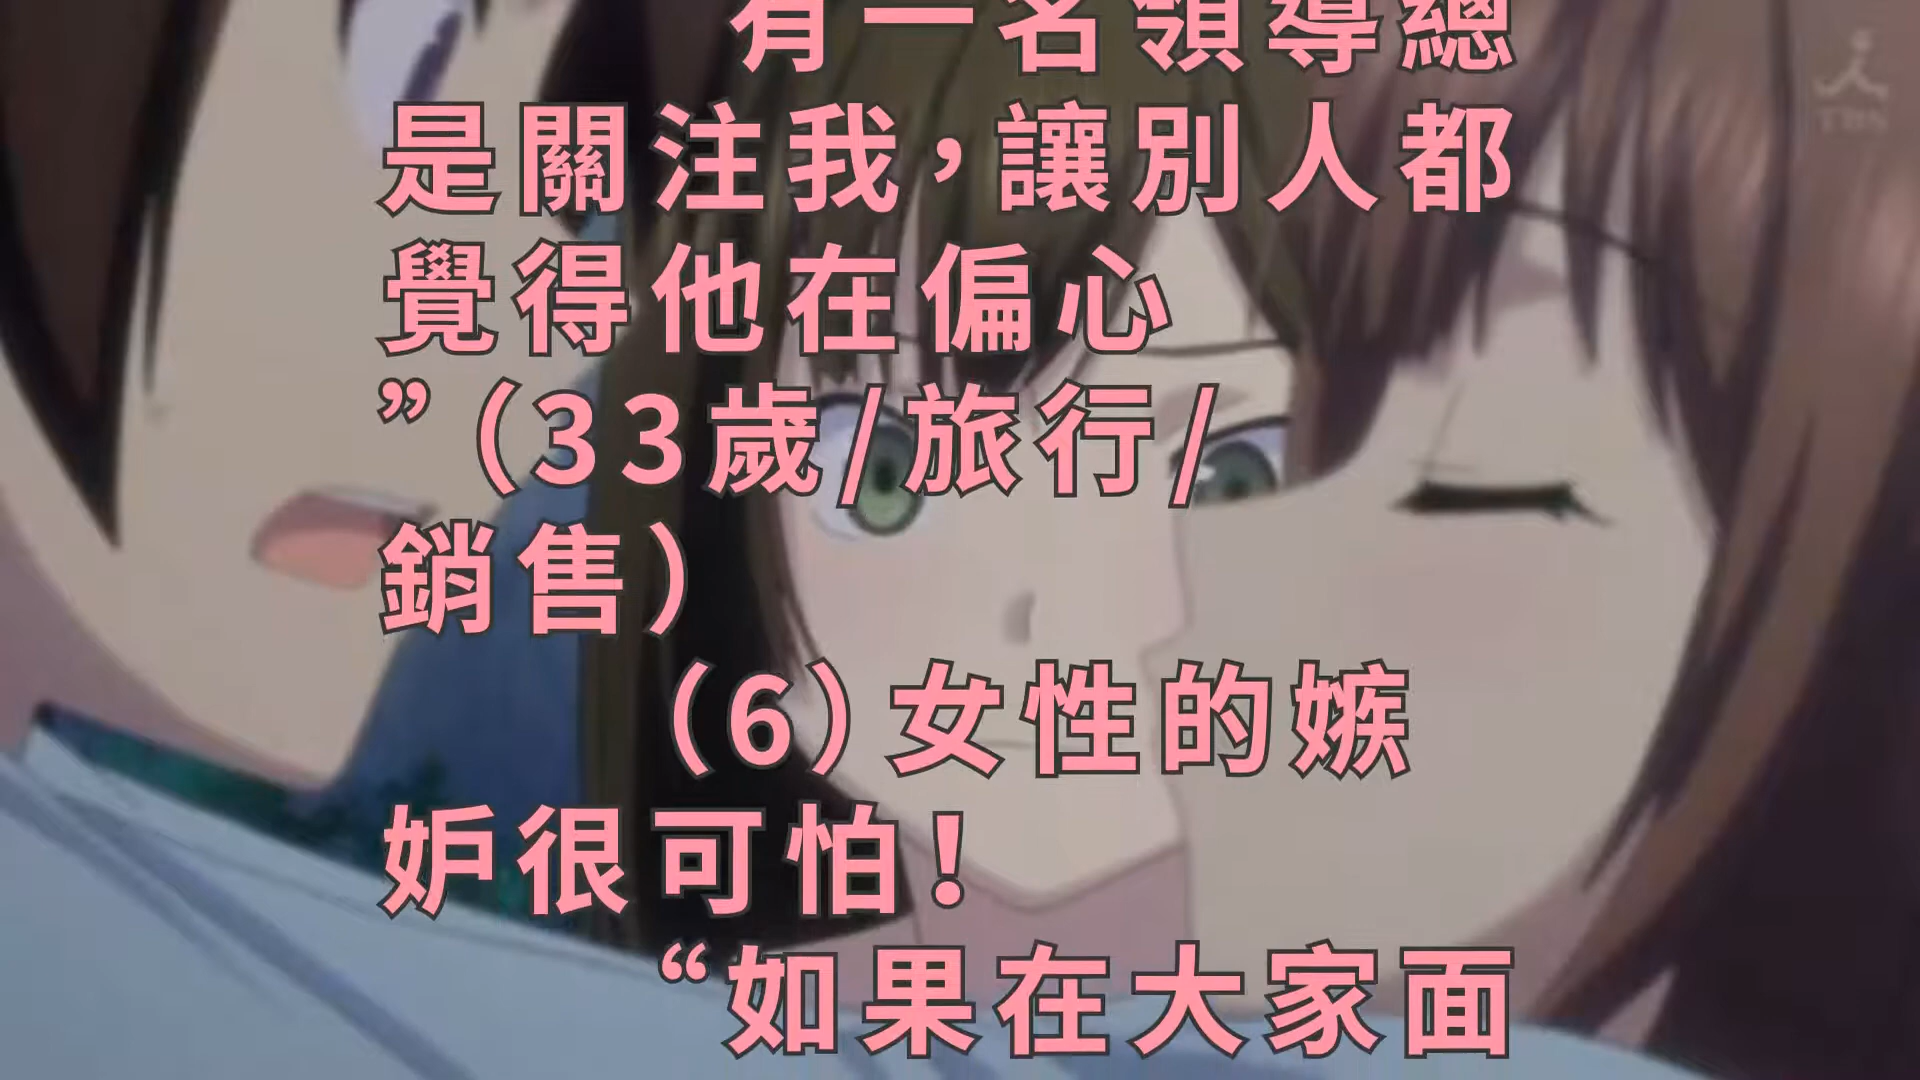 有一名領導總
是關注我，讓別人都
覺得他在偏心
”（33歲/旅行/
銷售）
（6）女性的嫉
妒很可怕！
“如果在大家面
TBS